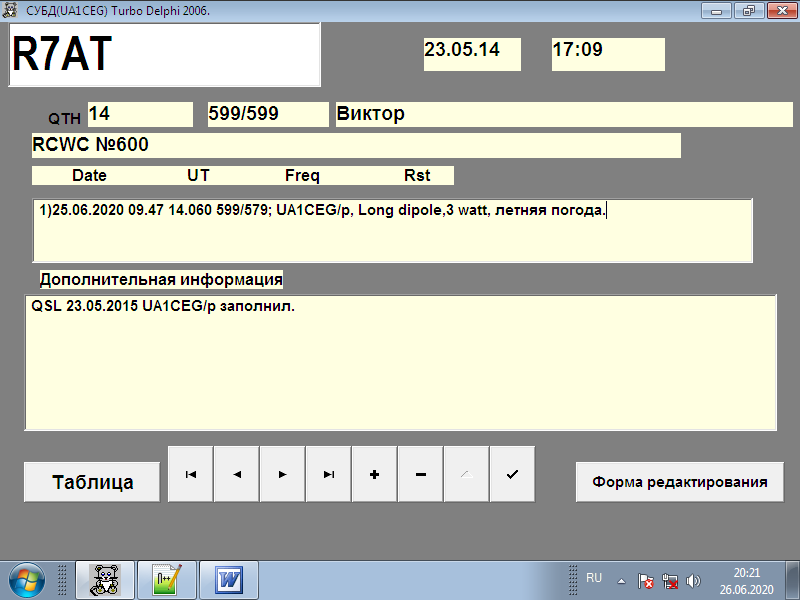 СУБД(UA1CEG) Turbo Delphi 2006.
R7AT
23.05.14
17:09
QTH 14
599/599
Виктор
RCWC №600
Date UT Freq Rst
1)25.06.2020 09.47 14.060 599/579; UA1CEG/p, Long dipole,3 watt, летняя погода.
Дополнительная информация
QSL 23.05.2015 UA1CEG/p заполнил.
Таблица
Форма редактирования
RU
20:21
26.06.2020